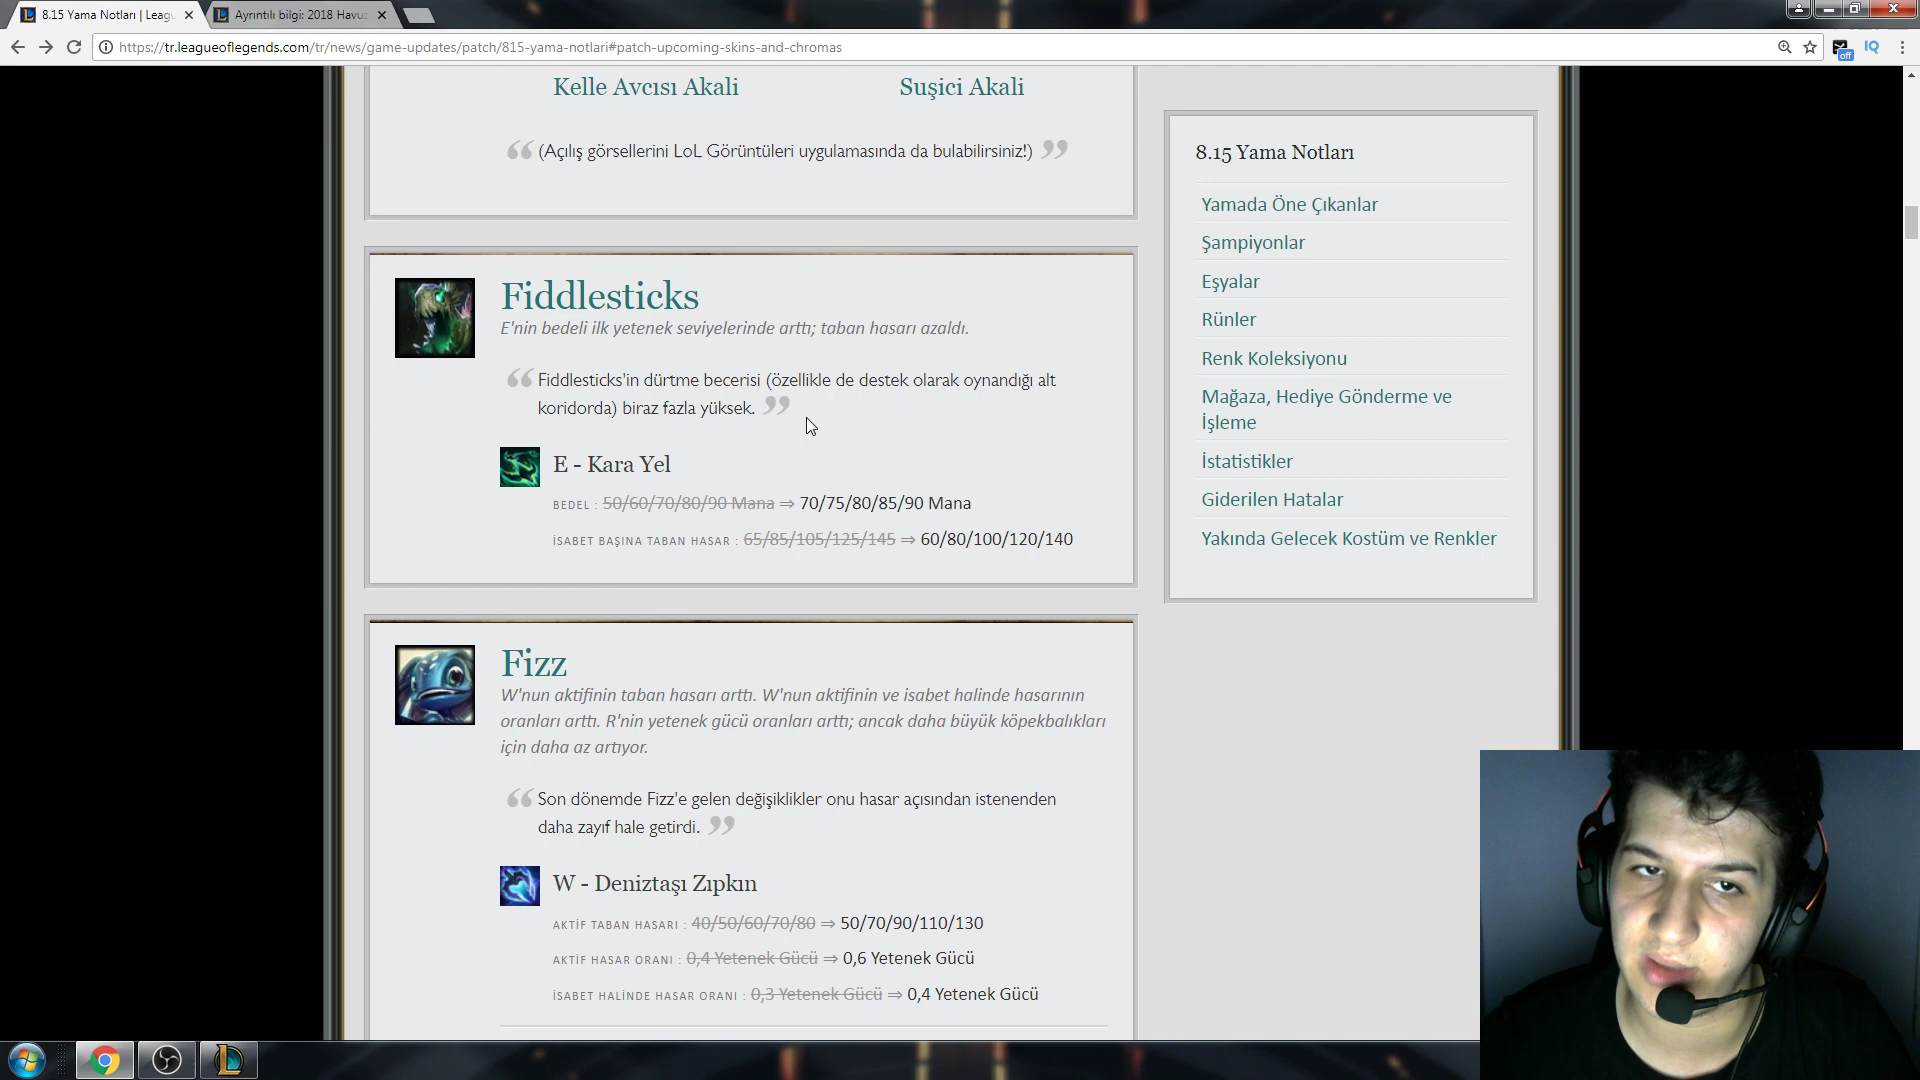 8.15 Yama Notları | Leag
Ayrıntılı bilgi: 2018 Havuz
https://tr.leagueoflegends.com/tr/news/game-updates/patch/815-yama-notlari#patch-upcoming-skins-and-chromas
off
IQ
Kelle Avcısı Akali
Suşici Akali
“ (Açılış görsellerini LoL Görüntüleri uygulamasında da bulabilirsiniz!) ”
Fiddlesticks
E'nin bedeli ilk yetenek seviyelerinde arttı; taban hasarı azaldı.
“ Fiddlesticks'in dürtme becerisi (özellikle de destek olarak oynandığı alt
koridorda) biraz fazla yüksek. ”
E - Kara Yel
BEDEL : 50/60/70/80/90 Mana ⇒ 70/75/80/85/90 Mana
İSABET BAŞINA TABAN HASAR : 65/85/105/125/145 ⇒ 60/80/100/120/140
Fizz
W'nun aktifinin taban hasarı arttı. W'nun aktifinin ve isabet halinde hasarının
oranları arttı. R'nin yetenek gücü oranları arttı; ancak daha büyük köpekbalıkları
için daha az artıyor.
“ Son dönemde Fizz'e gelen değişiklikler onu hasar açısından istenenden
daha zayıf hale getirdi. ”
W - Deniztaşı Zıpkın
AKTİF TABAN HASARI : 40/50/60/70/80 ⇒ 50/70/90/110/130
AKTİF HASAR ORANI : 0,4 Yetenek Gücü ⇒ 0,6 Yetenek Gücü
İSABET HALİNDE HASAR ORANI : 0,3 Yetenek Gücü ⇒ 0,4 Yetenek Gücü
8.15 Yama Notları
Yamada Öne Çıkanlar
Şampiyonlar
Eşyalar
Rünler
Renk Koleksiyonu
Mağaza, Hediye Gönderme ve
İşleme
İstatistikler
Giderilen Hatalar
Yakında Gelecek Kostüm ve Renkler